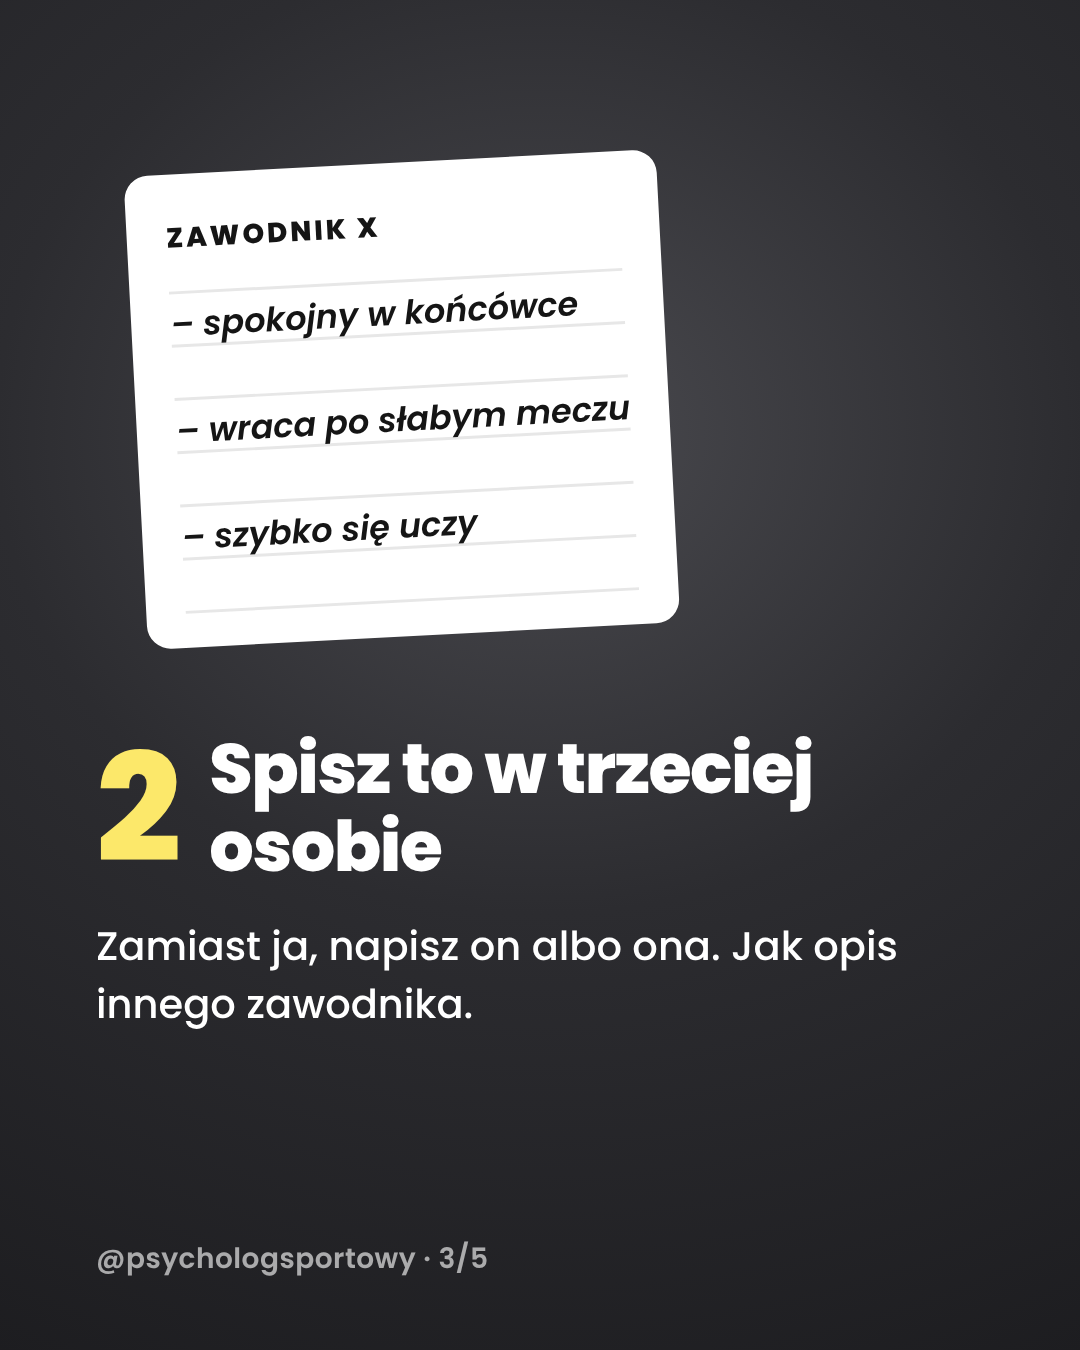 ZAWODNIK X
– spokojny w końcówce
– wraca po słabym meczu
– szybko się uczy
2 Spisz to w trzeciej
osobie
Zamiast ja, napisz on albo ona. Jak opis
innego zawodnika.
@psychologsportowy · 3/5